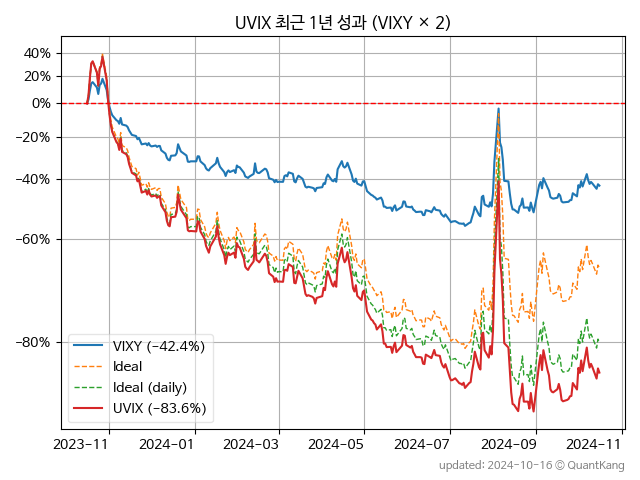 UVIX 최근 1년 성과 (VIXY × 2)
40%
20%
0%
−20%
−40%
−60%
−80%
VIXY (−42.4%)
Ideal
Ideal (daily)
UVIX (−83.6%)
2023−11 2024−01 2024−03 2024−05 2024−07 2024−09 2024−11
updated: 2024-10-16 ⓒ QuantKang